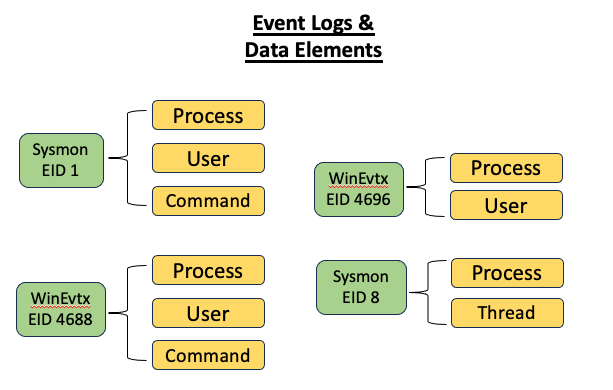 Event Logs &
Data Elements
Sysmon
EID 1
Process
User
Command
WinEvtx
EID 4696
Process
User
WinEvtx
EID 4688
Process
User
Command
Sysmon
EID 8
Process
Thread